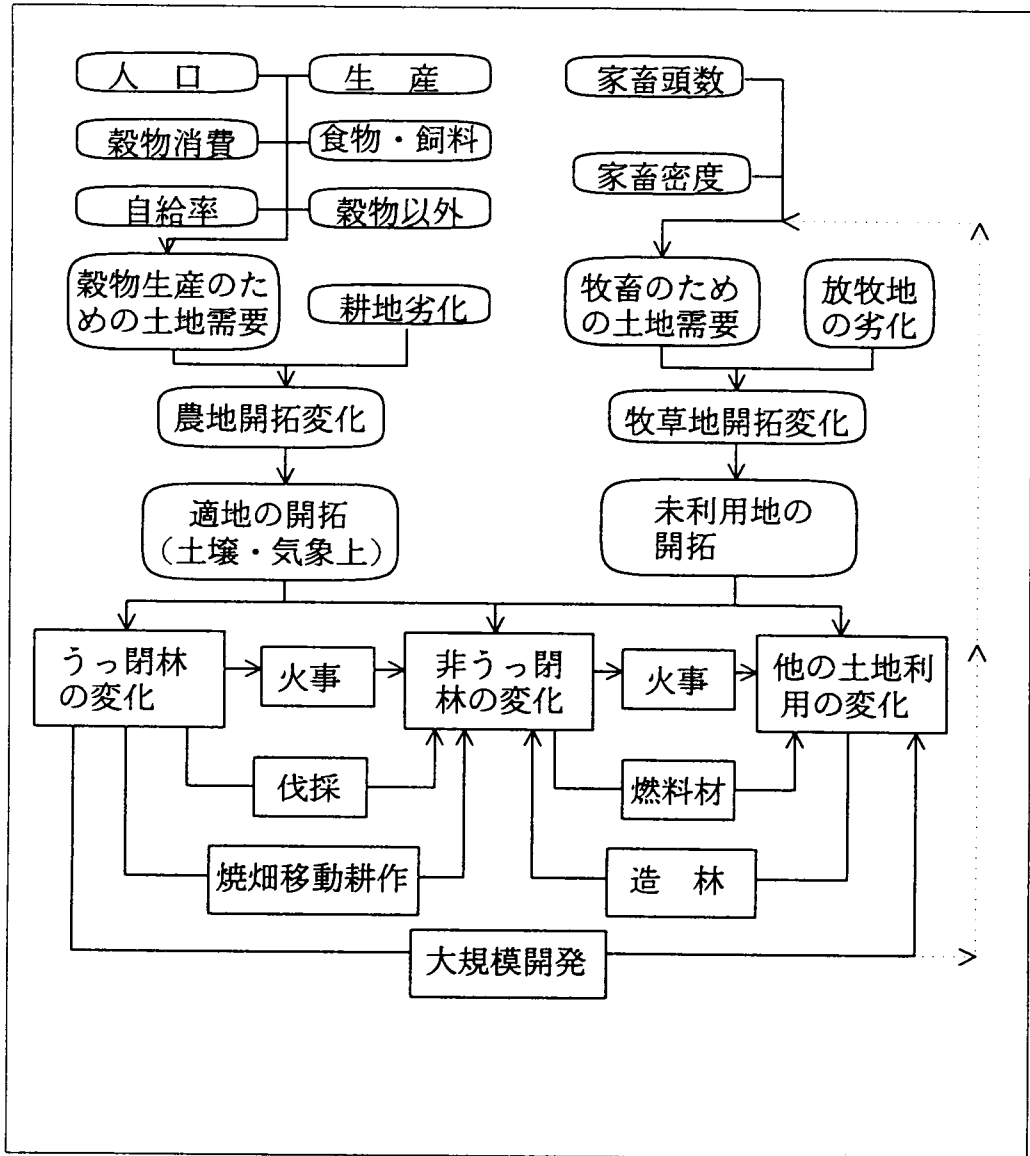 人　口
生　産
家畜頭数
穀物消費
食物・飼料
家畜密度
自給率
穀物以外
穀物生産のた
めの土地需要
耕地劣化
牧畜のため
の土地需要
放牧地
の劣化
農地開拓変化
牧草地開拓変化
適地の開拓
（土壌・気象上）
未利用地の
開拓
うっ閉林
の変化
火事
非うっ閉
林の変化
火事
他の土地利
用の変化
伐採
燃料材
焼畑移動耕作
造　林
大規模開発